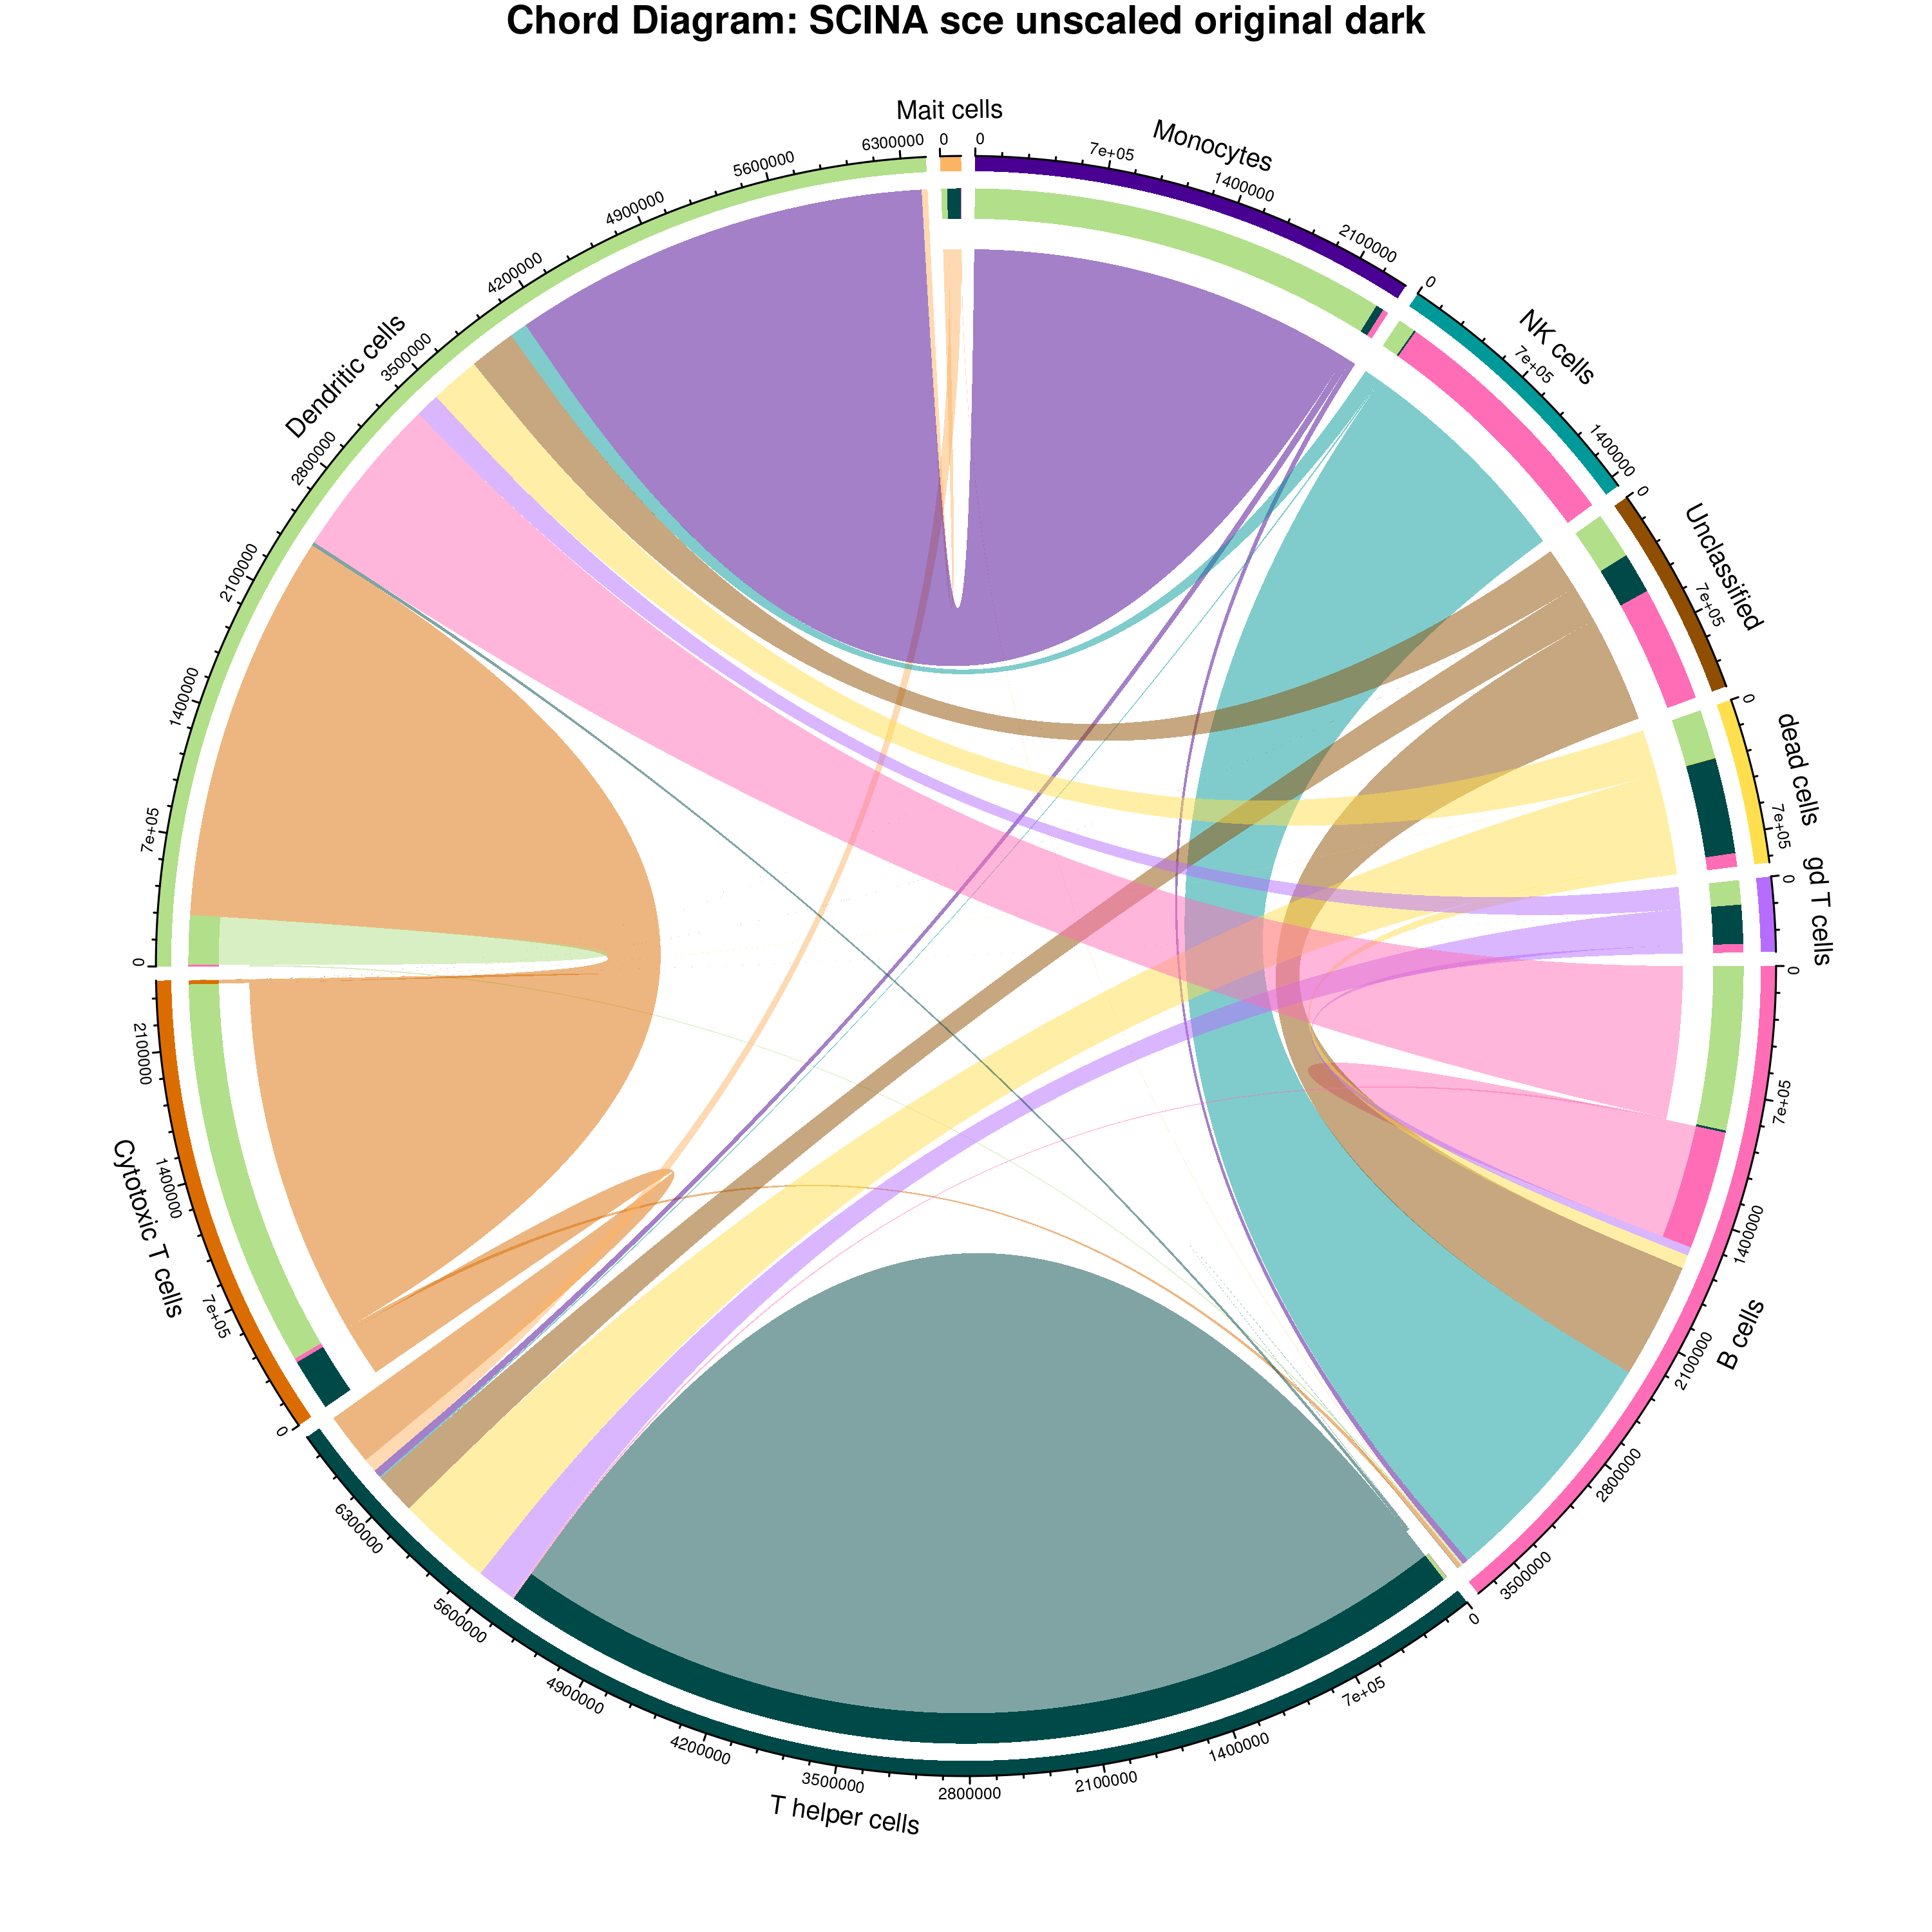 Chord Diagram: SCINA sce unscaled original dark
Mait cells
0
Monocytes
0
7e+05
1400000
2100000
NK cells
0
7e+05
1400000
Unclassified
0
7e+05
dead cells
0
7e+05
gd T cells
0
B cells
0
7e+05
1400000
2100000
2800000
3500000
T helper cells
0
7e+05
1400000
2100000
2800000
3500000
4200000
4900000
5600000
6300000
Cytotoxic T cells
0
7e+05
1400000
2100000
Dendritic cells
0
7e+05
1400000
2100000
2800000
3500000
4200000
4900000
5600000
6300000